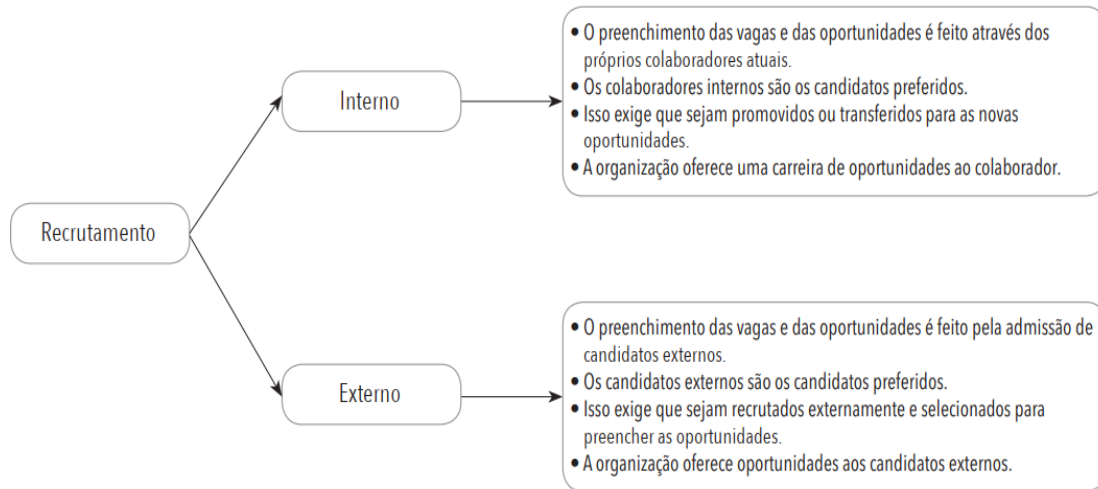 • O preenchimento das vagas e das oportunidades é feito através dos
próprios colaboradores atuais.
• Os colaboradores internos são os candidatos preferidos.
• Isso exige que sejam promovidos ou transferidos para as novas
oportunidades.
• A organização oferece uma carreira de oportunidades ao colaborador.
Interno
Recrutamento
• O preenchimento das vagas e das oportunidades é feito pela admissão de
candidatos externos.
• Os candidatos externos são os candidatos preferidos.
• Isso exige que sejam recrutados externamente e selecionados para
preencher as oportunidades.
• A organização oferece oportunidades aos candidatos externos.
Externo